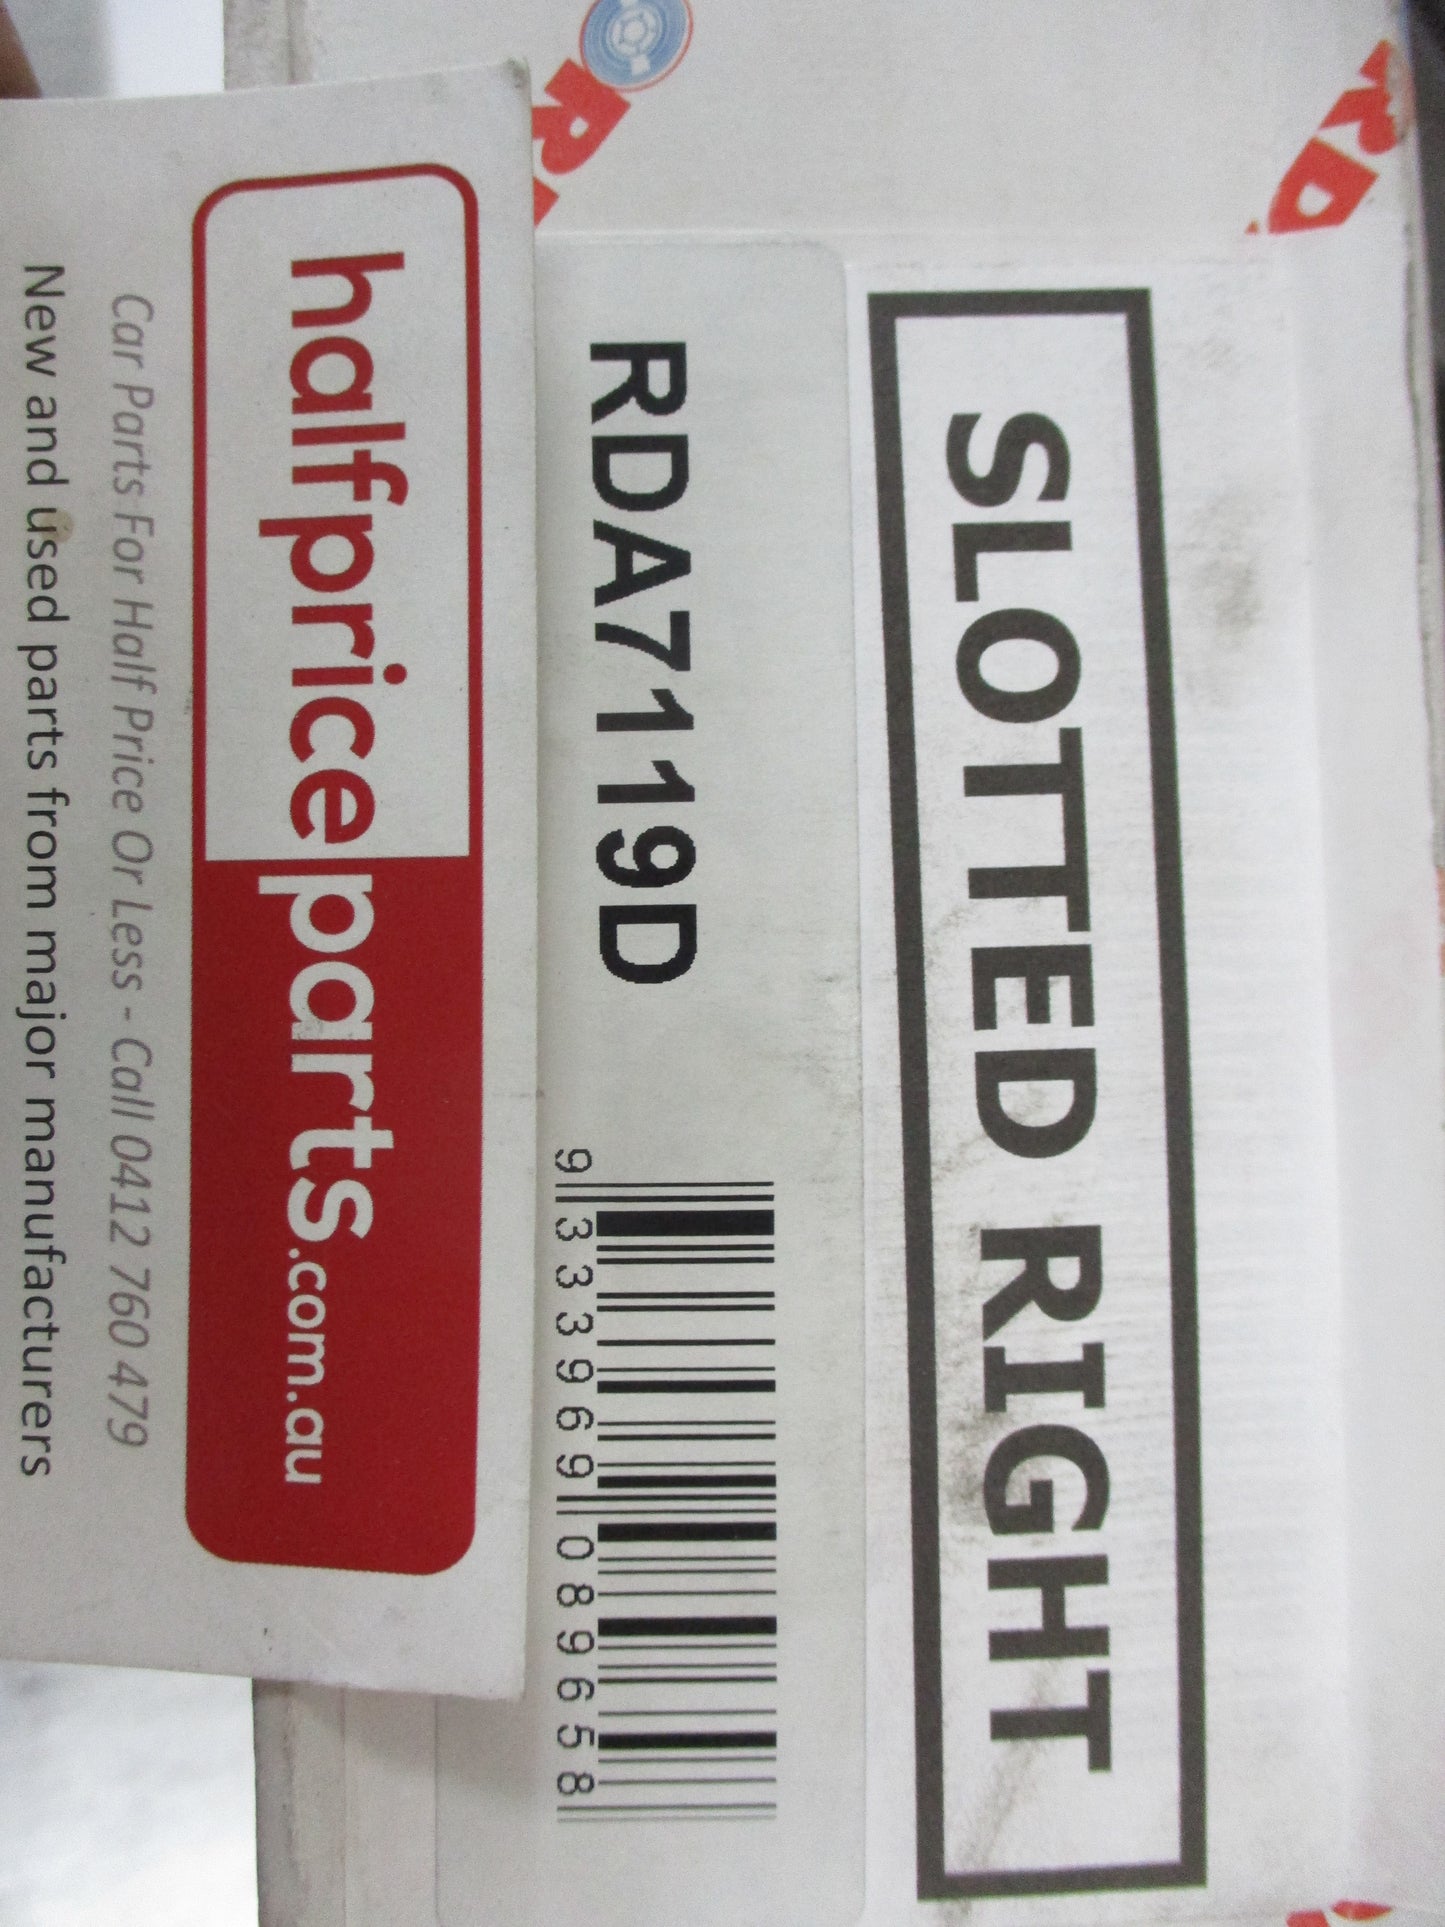 SLOTTED RIGHT
RDA7119D
9 333969 089658
halfpriceparts.com.au
Car Parts For Half Price Or Less - Call 0412 760 479
New and used parts from major manufacturers
RD